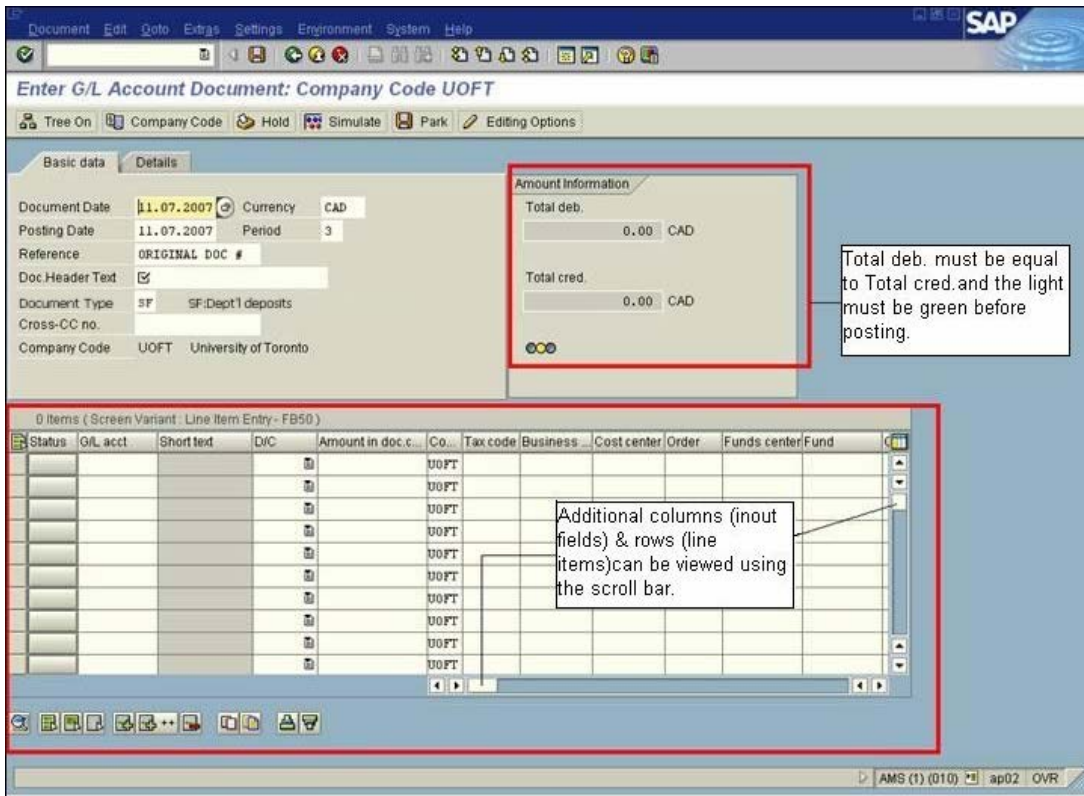 Document Edit Goto Extras Settings Environment System Help
SAP
Enter G/L Account Document: Company Code UOFT
Tree On Company Code Hold Simulate Park Editing Options
Basic data Details
Amount Information
Document Date 11.07.2007 Currency CAD
Total deb.
Posting Date 11.07.2007 Period 3
0.00 CAD
Reference ORIGINAL DOC #
Doc.Header Text
Total cred.
Document Type SF SF:Dept'l deposits
0.00 CAD
Cross-CC no.
Company Code UOFT University of Toronto
Total deb. must be equal
to Total cred.and the light
must be green before
posting.
0 Items ( Screen Variant : Line Item Entry - FB50 )
Status G/L acct Short text D/C Amount in doc.c... Co... Tax code Business ... Cost center Order Funds center Fund
UOFT
UOFT
UOFT
UOFT
UOFT
UOFT
UOFT
UOFT
UOFT
UOFT
Additional columns (inout
fields) & rows (line
items)can be viewed using
the scroll bar.
AMS (1) (010) ap02 OVR